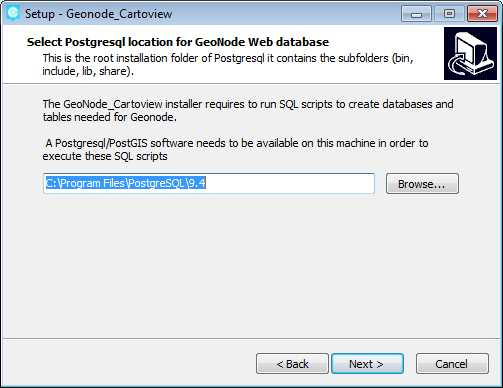 Setup - Geonode_Cartoview
Select Postgresql location for GeoNode Web database
This is the root installation folder of Postgresql it contains the subfolders (bin,
include, lib, share).
The GeoNode_Cartoview installer requires to run SQL scripts to create databases and
tables needed for Geonode.
A Postgresql/PostGIS software needs to be available on this machine in order to
execute these SQL scripts
C:\Program Files\PostgreSQL\9.4
Browse...
< Back
Next >
Cancel